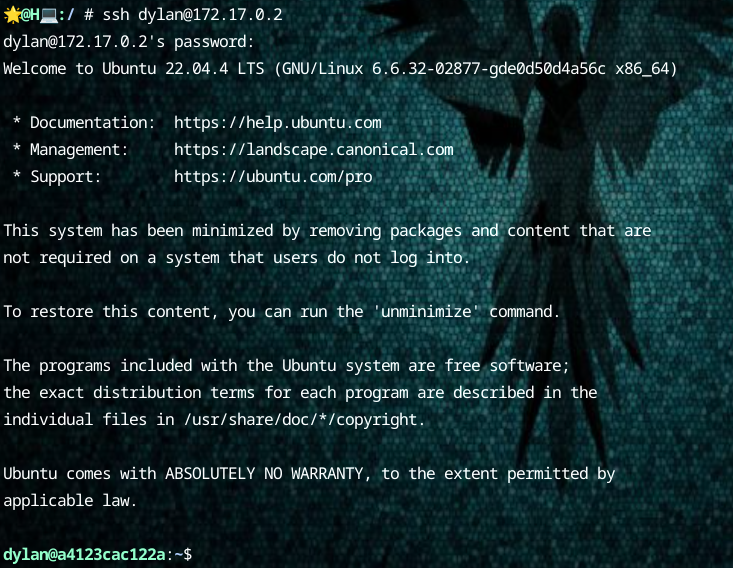 🌟@H💻:/ # ssh dylan@172.17.0.2
dylan@172.17.0.2's password:
Welcome to Ubuntu 22.04.4 LTS (GNU/Linux 6.6.32-02877-gde0d50d4a56c x86_64)

 * Documentation:  https://help.ubuntu.com
 * Management:     https://landscape.canonical.com
 * Support:        https://ubuntu.com/pro

This system has been minimized by removing packages and content that are
not required on a system that users do not log into.

To restore this content, you can run the 'unminimize' command.

The programs included with the Ubuntu system are free software;
the exact distribution terms for each program are described in the
individual files in /usr/share/doc/*/copyright.

Ubuntu comes with ABSOLUTELY NO WARRANTY, to the extent permitted by
applicable law.

dylan@a4123cac122a:~$